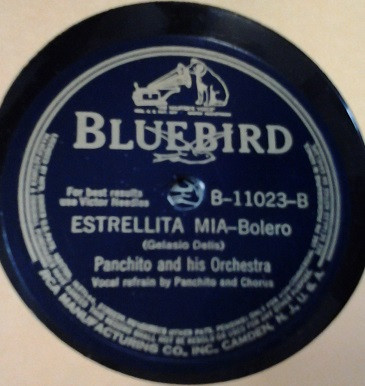 BLUEBIRD
For best results
use Victor Needles
B-11023-B
ESTRELLITA MIA-Bolero
(Gelasio Delis)
Panchito and his Orchestra
Vocal refrain by Panchito and Chorus
RCA MANUFACTURING CO., INC., CAMDEN, N. J., U. S. A.